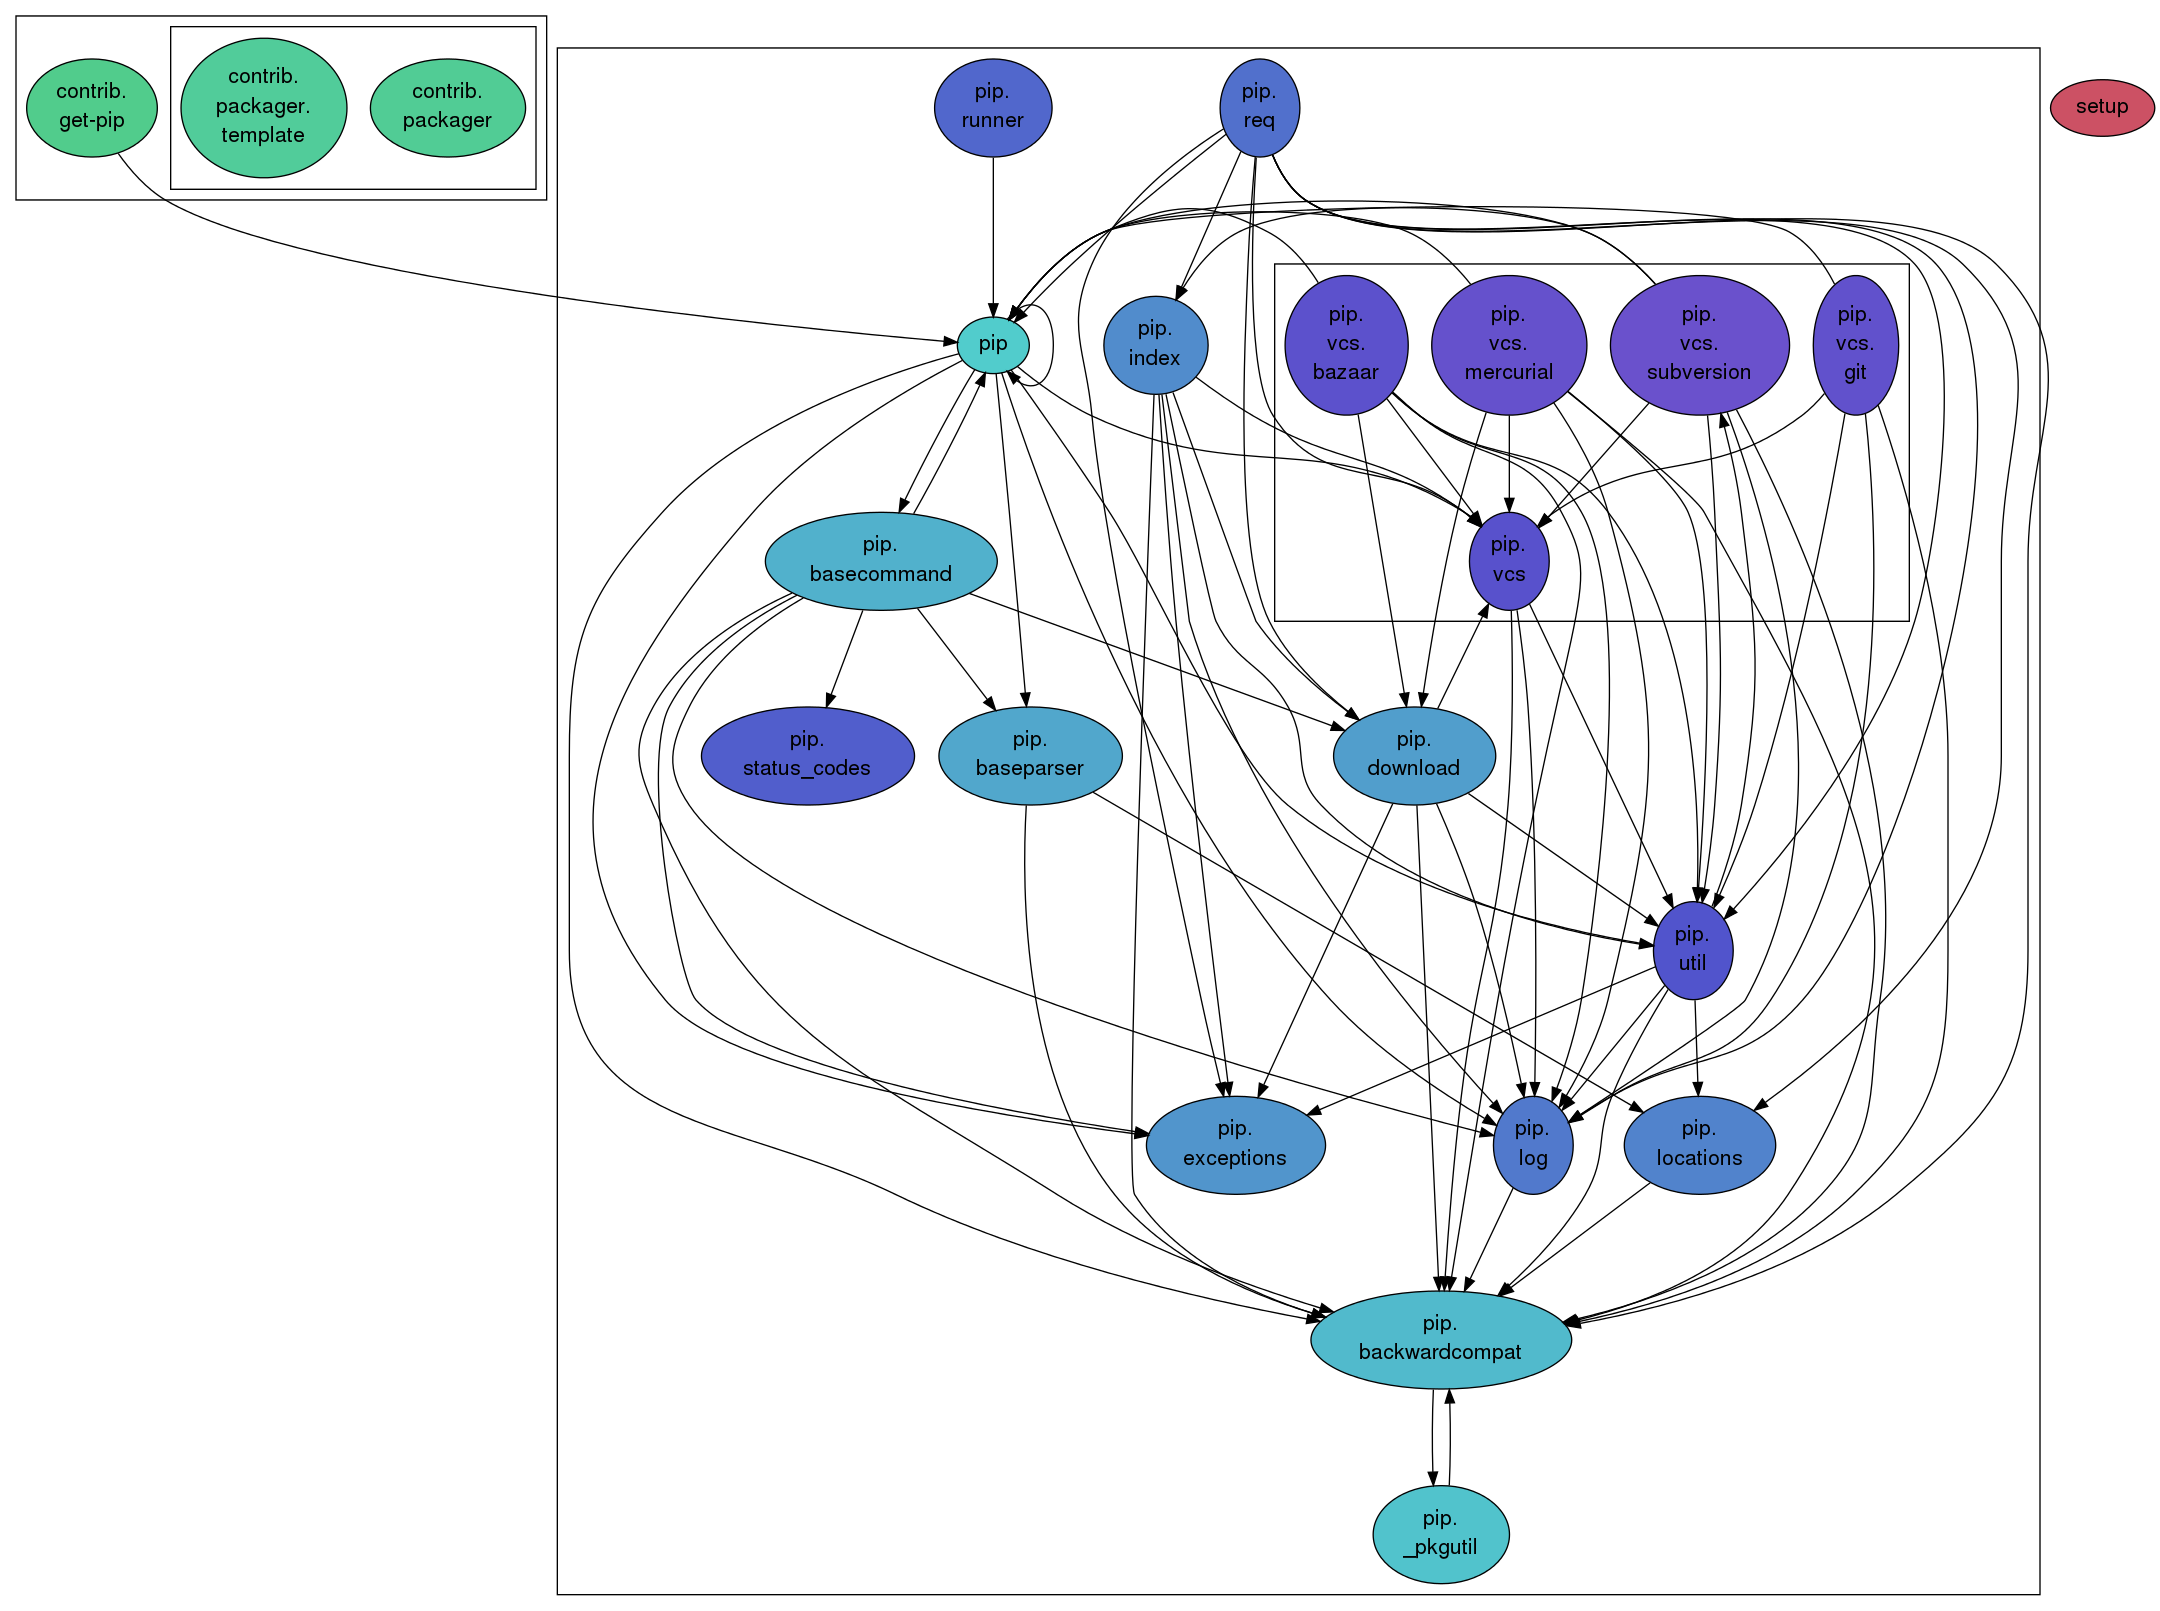 contrib.
get-pip
contrib.
packager.
template
contrib.
packager
pip.
runner
pip.
req
setup
pip
pip.
index
pip.
vcs.
bazaar
pip.
vcs.
mercurial
pip.
vcs.
subversion
pip.
vcs.
git
pip.
basecommand
pip.
vcs
pip.
status_codes
pip.
baseparser
pip.
download
pip.
util
pip.
exceptions
pip.
log
pip.
locations
pip.
backwardcompat
pip.
_pkgutil